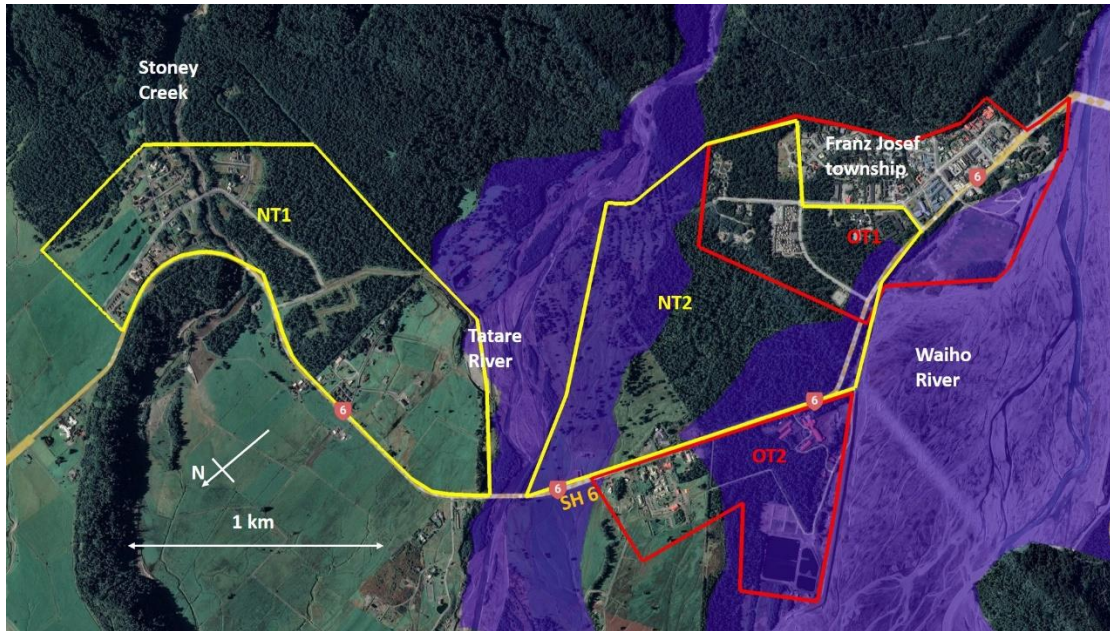 Stoney
Creek
Franz Josef
township
6
NT1
OT1
NT2
Tatare
River
Waiho
River
6
6
N
OT2
6
SH 6
1 km